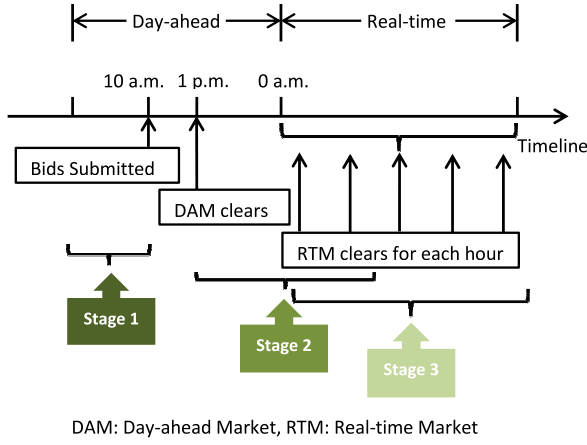 Day-ahead
Real-time
10 a.m.
1 p.m.
0 a.m.
Timeline
Bids Submitted
DAM clears
RTM clears for each hour
Stage 1
Stage 2
Stage 3
DAM: Day-ahead Market, RTM: Real-time Market